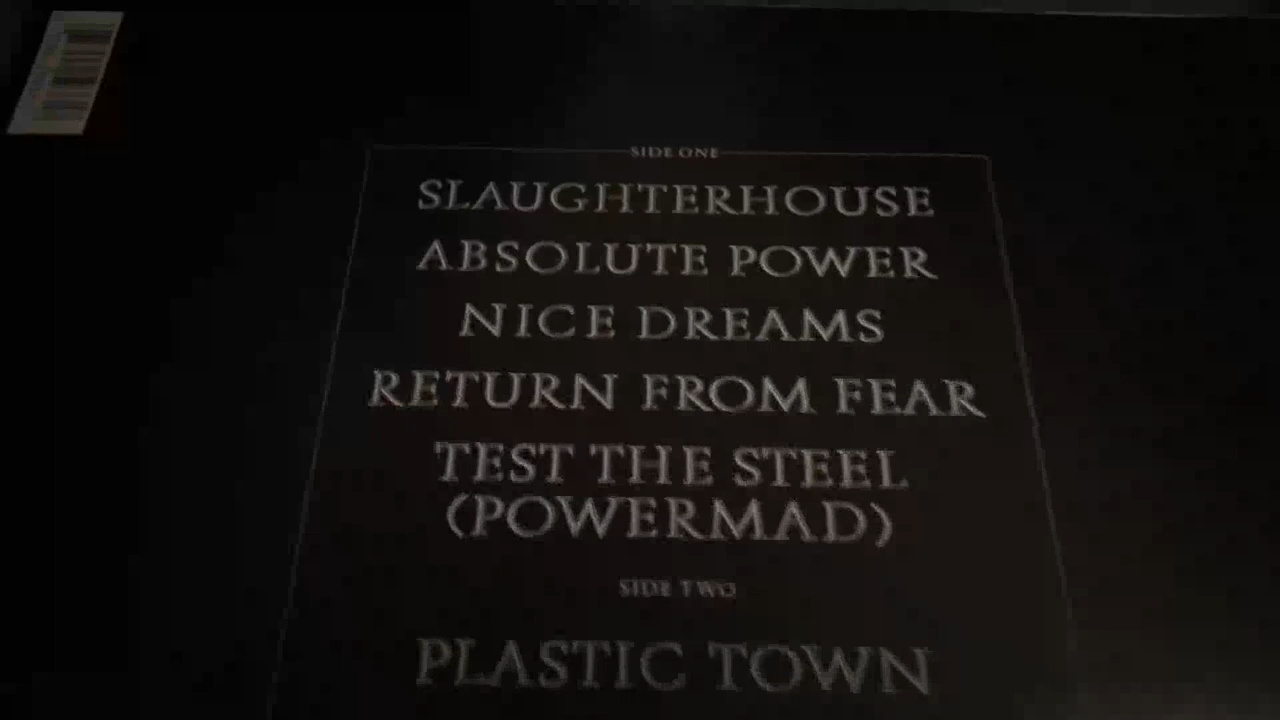 SIDE ONE
SLAUGHTERHOUSE
ABSOLUTE POWER
NICE DREAMS
RETURN FROM FEAR
TEST THE STEEL
(POWERMAD)
SIDE TWO
PLASTIC TOWN